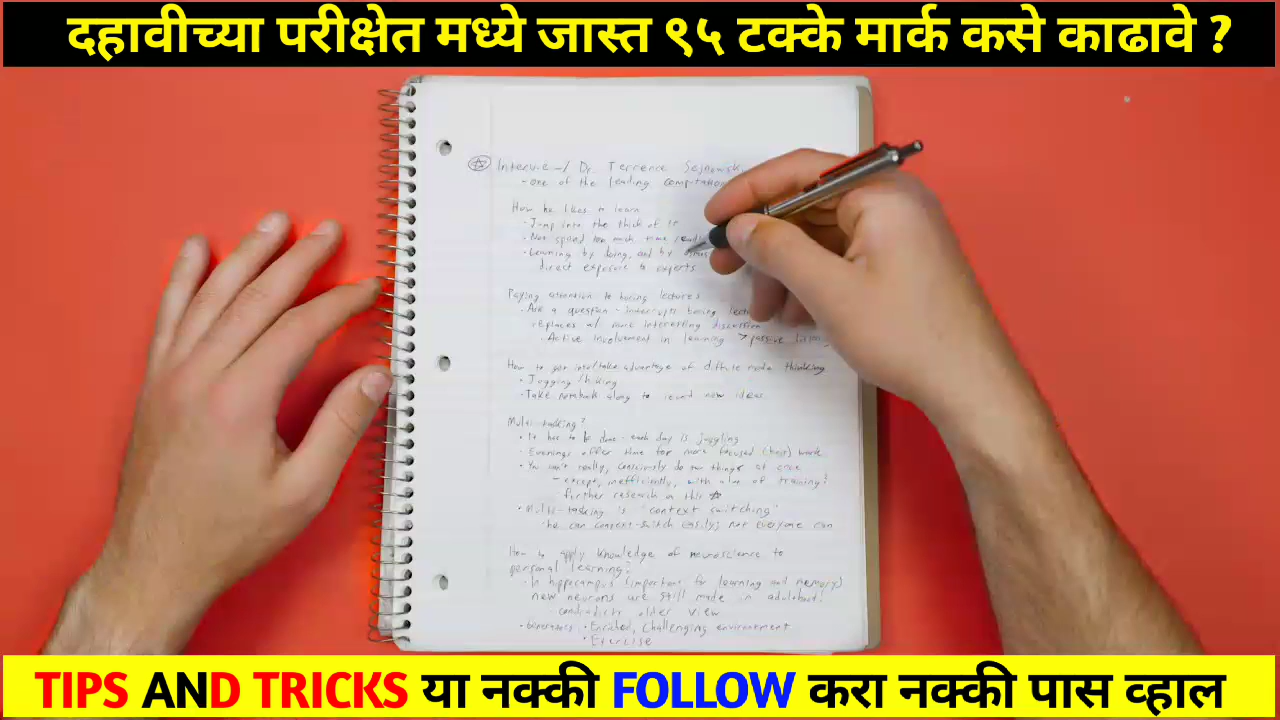 दहावीच्या परीक्षेत मध्ये जास्त ९५ टक्के मार्क कसे काढावे ?
Dr. Terrence Sejnowski
- one of the leading
How he likes to learn
- Jump into the thick of it
- Not spend too much time
- Learning by doing, and by
direct exposure to experts
Paying attention to boring lectures
- Ask a question - interrupts boring
replaces w/ more interesting discussion
- Active involvement in learning > passive
How to get into/take advantage of diffuse mode thinking
- Jogging/hiking
- Take notebook along to record new ideas
Multi-tasking?
• It has to be done - each day is juggling
• Evenings offer time for more focused work
• You can't really consciously do two things at once
- except, inefficiently, with a lot of training?
further research on this
• Multi-tasking is "context switching"
he can context-switch easily; not everyone can
How to apply knowledge of neuroscience to
personal learning?
- In hippocampus (important for learning and memory)
new neurons are still made in adulthood!
- contradicts older view
• Enriched, challenging environment
• Exercise
TIPS AND TRICKS या नक्की FOLLOW करा नक्की पास व्हाल